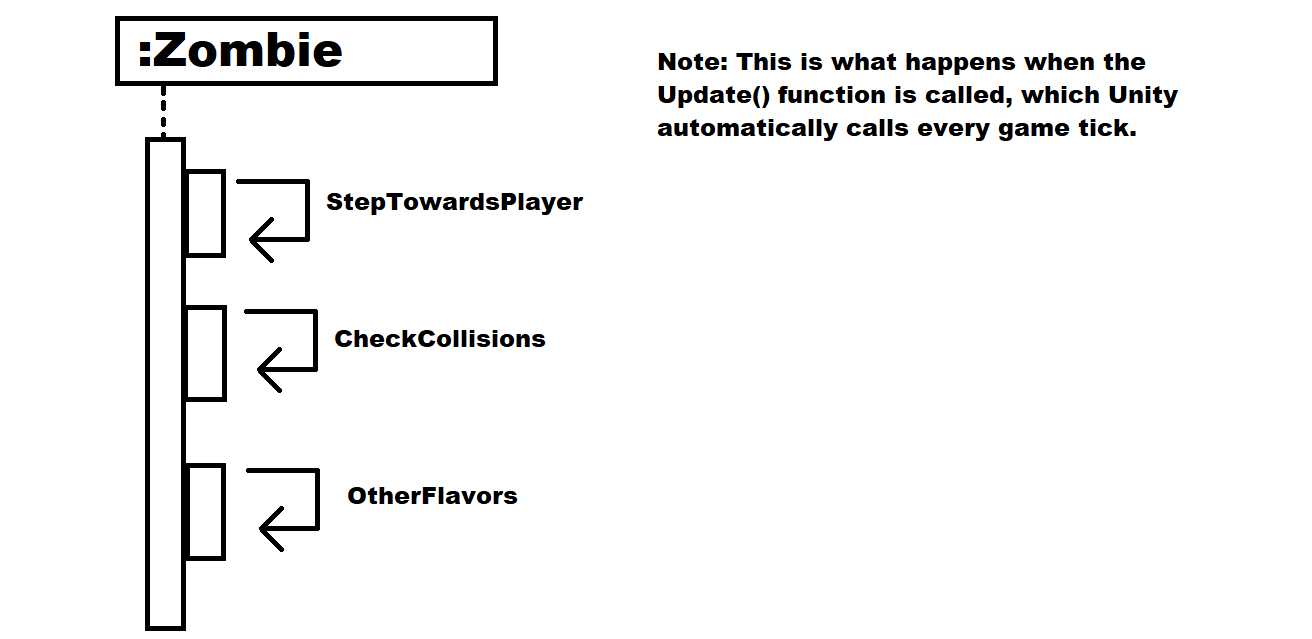 :Zombie
Note: This is what happens when the
Update() function is called, which Unity
automatically calls every game tick.
StepTowardsPlayer
CheckCollisions
OtherFlavors